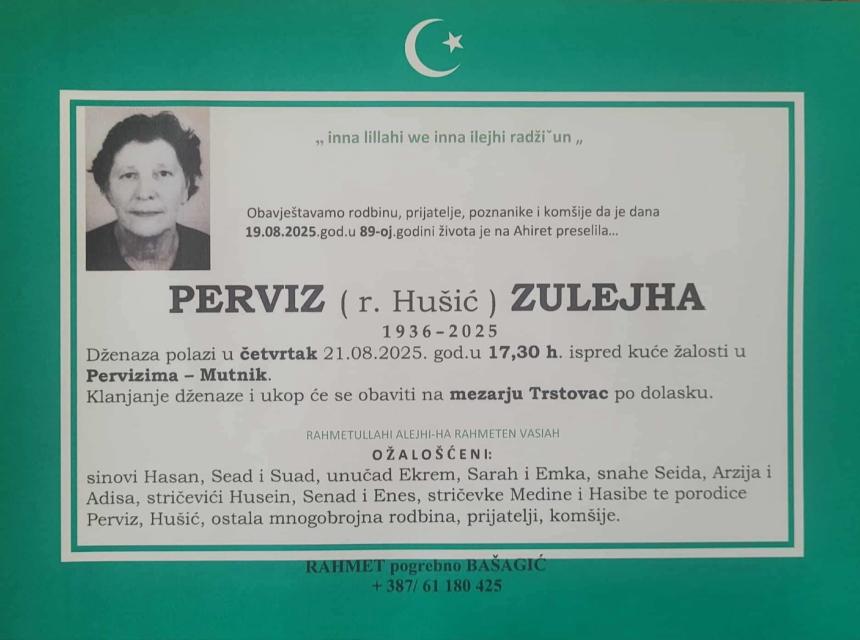 „ inna lillahi we inna ilejhi radžiˇun „
Obavještavamo rodbinu, prijatelje, poznanike i komšije da je dana
19.08.2025.god.u 89-oj.godini života je na Ahiret preselila...
PERVIZ ( r. Hušić ) ZULEJHA
1936-2025
Dženaza polazi u četvrtak 21.08.2025. god.u 17,30 h. ispred kuće žalosti u
Pervizima – Mutnik.
Klanjanje dženaze i ukop će se obaviti na mezarju Trstovac po dolasku.
RAHMETULLAHI ALEJHI-HA RAHMETEN VASIAH
OŽALOŠĆENI:
sinovi Hasan, Sead i Suad, unučad Ekrem, Sarah i Emka, snahe Seida, Arzija i
Adisa, stričevići Husein, Senad i Enes, stričevke Medine i Hasibe te porodice
Perviz, Hušić, ostala mnogobrojna rodbina, prijatelji, komšije.
RAHMET pogrebno BAŠAGIĆ
+ 387/ 61 180 425